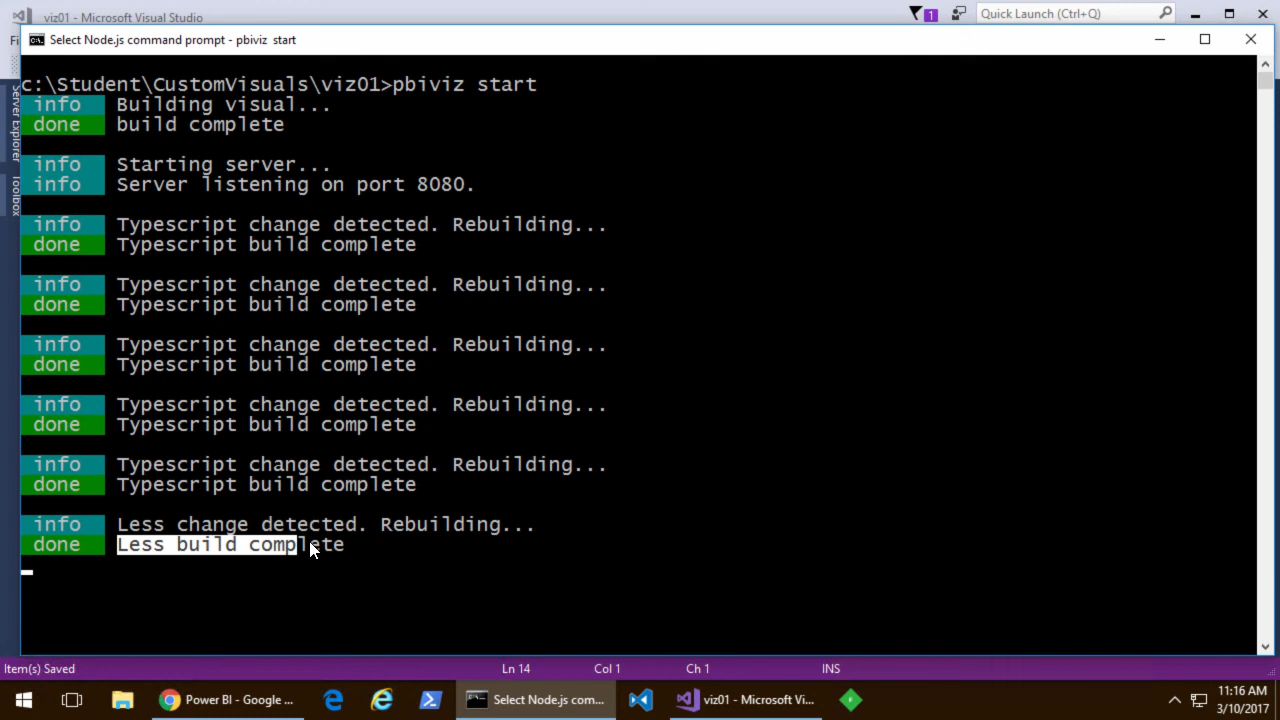 viz01 - Microsoft Visual Studio
1
Quick Launch (Ctrl+Q)
Select Node.js command prompt - pbiviz start
Fi
c:\Student\CustomVisuals\viz01>pbiviz start
info Building visual...
done build complete
info Starting server...
info Server listening on port 8080.
info Typescript change detected. Rebuilding...
done Typescript build complete
info Typescript change detected. Rebuilding...
done Typescript build complete
info Typescript change detected. Rebuilding...
done Typescript build complete
info Typescript change detected. Rebuilding...
done Typescript build complete
info Typescript change detected. Rebuilding...
done Typescript build complete
info Less change detected. Rebuilding...
done Less build complete
Server Explorer
Toolbox
Item(s) Saved Ln 14 Col 1 Ch 1 INS
Power BI - Google ... Select Node.js com... viz01 - Microsoft Vi... 11:16 AM
3/10/2017